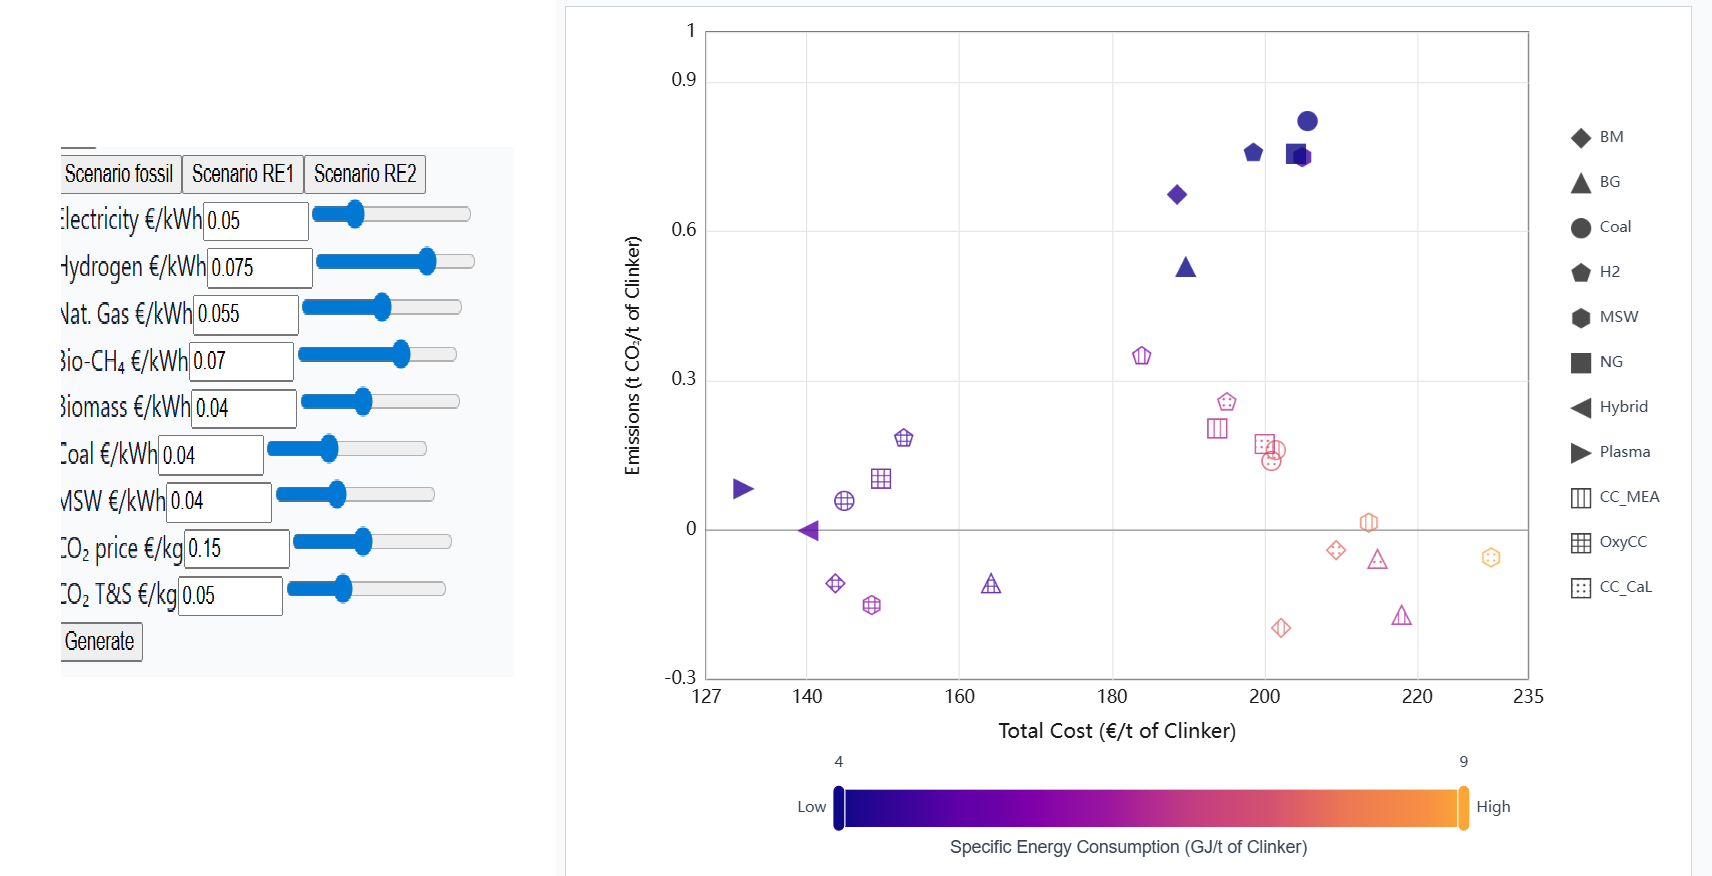 Scenario fossil Scenario RE1 Scenario RE2
Electricity €/kWh 0.05
Hydrogen €/kWh 0.075
Nat. Gas €/kWh 0.055
Bio-CH₄ €/kWh 0.07
Biomass €/kWh 0.04
Coal €/kWh 0.04
MSW €/kWh 0.04
CO₂ price €/kg 0.15
CO₂ T&S €/kg 0.05
Generate
1
0.9
0.6
0.3
0
-0.3
Emissions (t CO₂/t of Clinker)
127 140 160 180 200 220 235
Total Cost (€/t of Clinker)
BM
BG
Coal
H2
MSW
NG
Hybrid
Plasma
CC_MEA
OxyCC
CC_CaL
4 9
Low High
Specific Energy Consumption (GJ/t of Clinker)